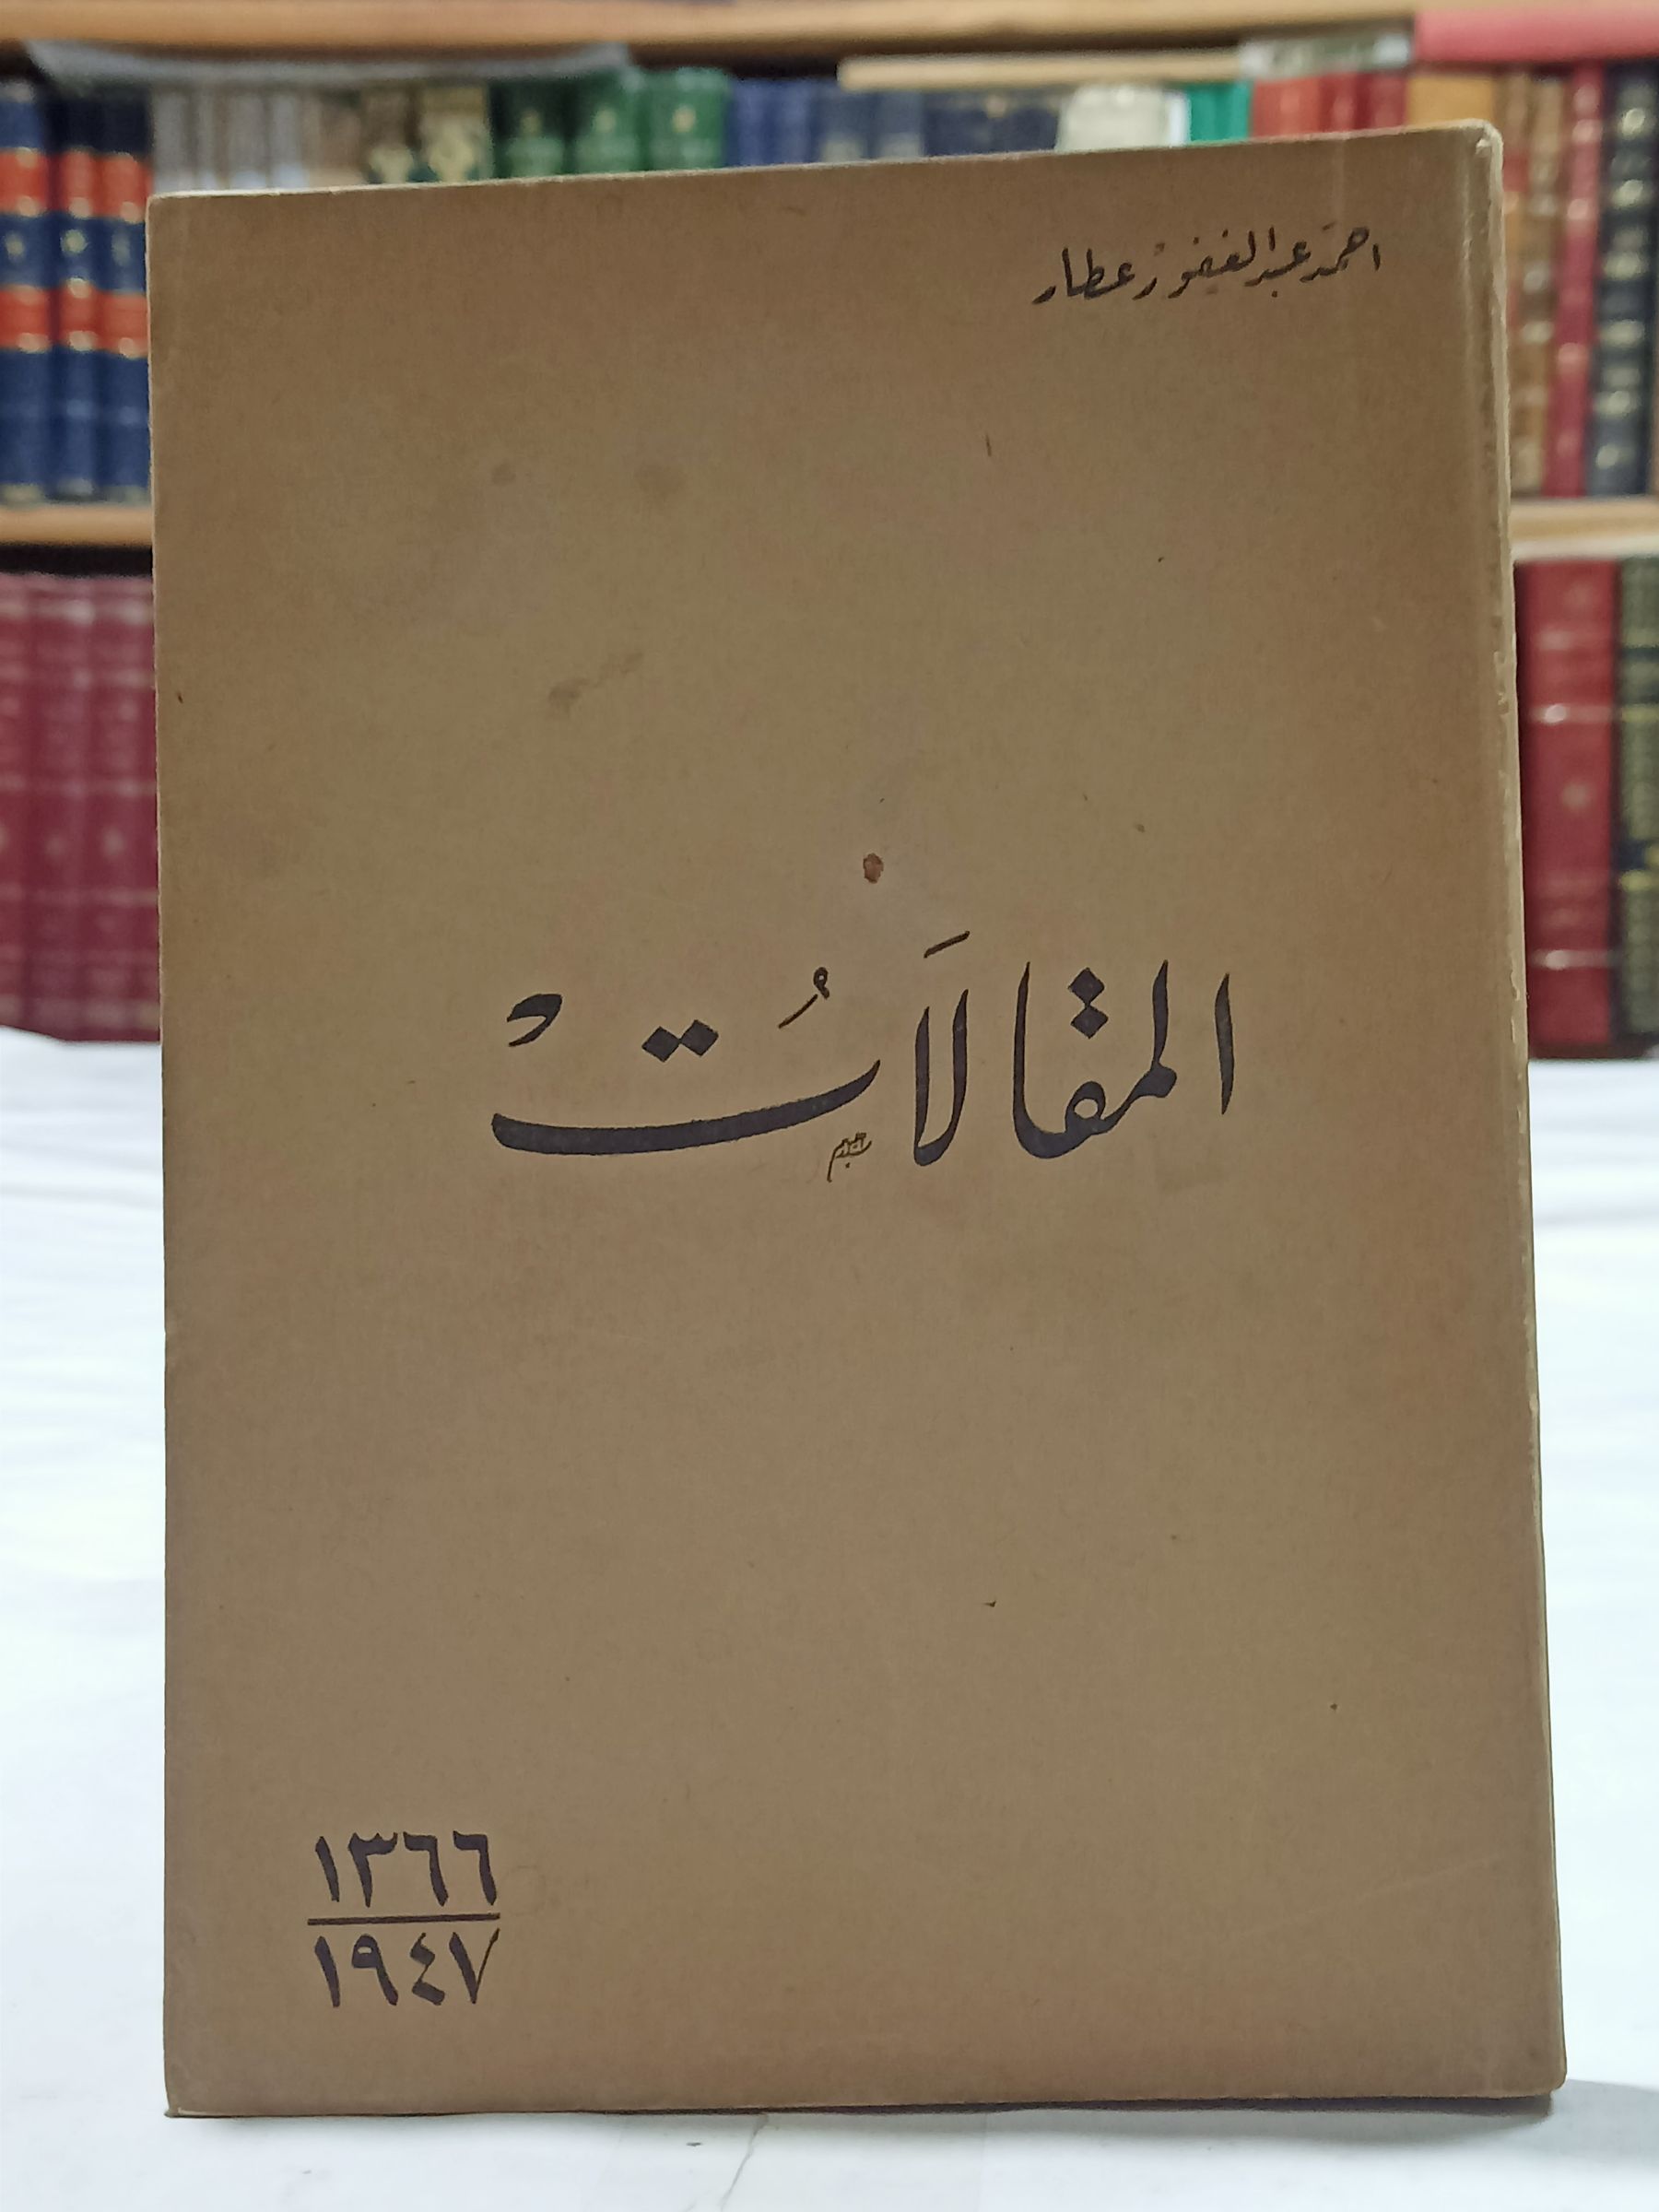 احمد عبد الغفور عطار
المقالاتُ
١٣٦٦
١٩٤٧